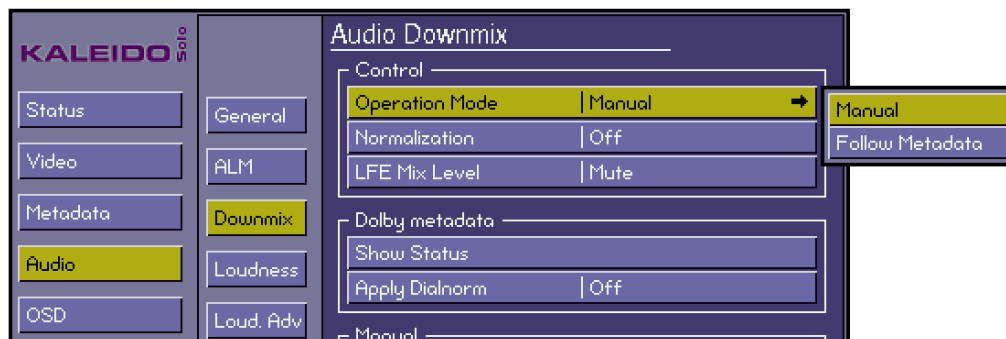 KALEIDO Solo
Status
Video
Metadata
Audio
OSD
General
ALM
Downmix
Loudness
Loud. Adv
Audio Downmix
Control
Operation Mode Manual
Normalization Off
LFE Mix Level Mute
Manual
Follow Metadata
Dolby metadata
Show Status
Apply Dialnorm Off
Manual